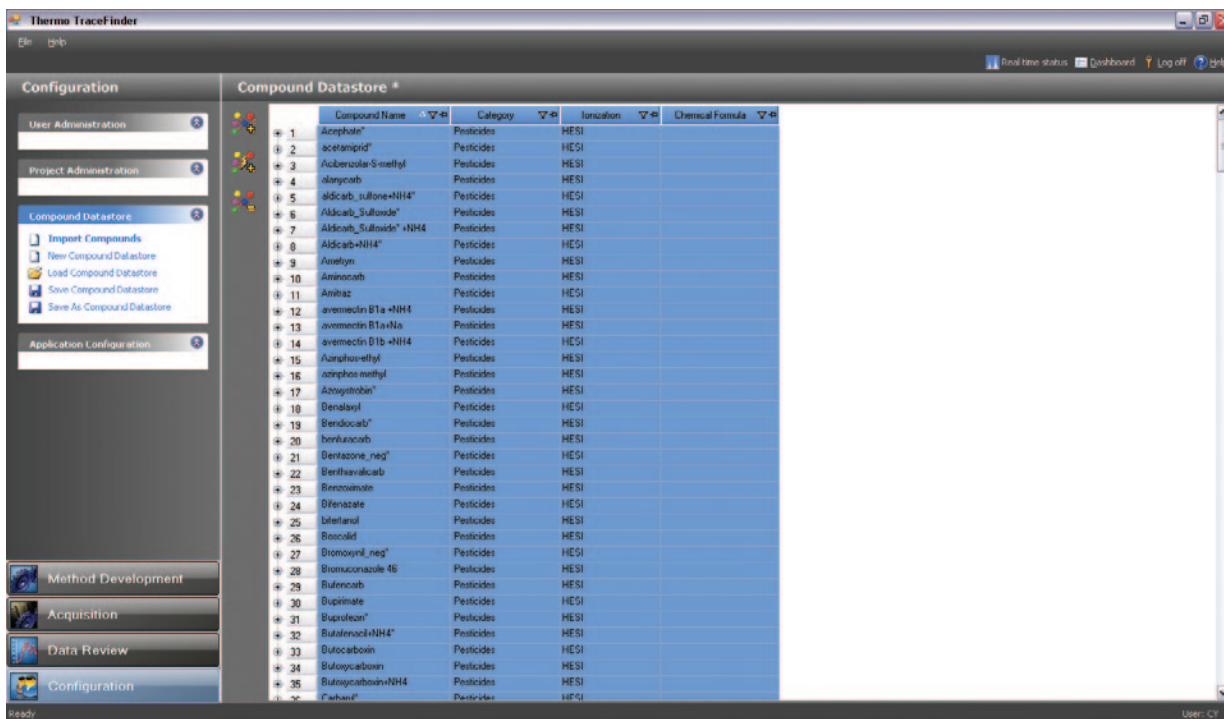 Thermo TraceFinder
File Help
Real time status Dashboard Log off Help
Configuration
Compound Datastore *
User Administration
Project Administration
Compound Datastore
Import Compounds
New Compound Datastore
Load Compound Datastore
Save Compound Datastore
Save As Compound Datastore
Application Configuration
Method Development
Acquisition
Data Review
Configuration
Compound Name Category Ionization Chemical Formula
1 Acephate* Pesticides HESI
2 acetamiprid* Pesticides HESI
3 Acibenzolar-S-methyl Pesticides HESI
4 alanycarb Pesticides HESI
5 aldicarb_sulfone+NH4* Pesticides HESI
6 Aldicarb_Sulfoxide* Pesticides HESI
7 Aldicarb_Sulfoxide* +NH4 Pesticides HESI
8 Aldicarb+NH4* Pesticides HESI
9 Ametryn Pesticides HESI
10 Aminocarb Pesticides HESI
11 Amitraz Pesticides HESI
12 avermectin B1a +NH4 Pesticides HESI
13 avermectin B1a+Na Pesticides HESI
14 avermectin B1b +NH4 Pesticides HESI
15 Azinphos-ethyl Pesticides HESI
16 azinphos methyl Pesticides HESI
17 Azoxystrobin* Pesticides HESI
18 Benalaxyl Pesticides HESI
19 Bendiocarb* Pesticides HESI
20 benfuracarb Pesticides HESI
21 Bentazone_neg* Pesticides HESI
22 Benthiavalicarb Pesticides HESI
23 Benzoximate Pesticides HESI
24 Bifenazate Pesticides HESI
25 bitertanol Pesticides HESI
26 Boscalid Pesticides HESI
27 Bromoxynil_neg* Pesticides HESI
28 Bromuconazole 46 Pesticides HESI
29 Bufencarb Pesticides HESI
30 Bupirimate Pesticides HESI
31 Buprofezin* Pesticides HESI
32 Butafenacil+NH4* Pesticides HESI
33 Butocarboxin Pesticides HESI
34 Butoxycarboxin Pesticides HESI
35 Butoxycarboxin+NH4 Pesticides HESI
36 Carbaryl* Pesticides HESI
Ready User: CY